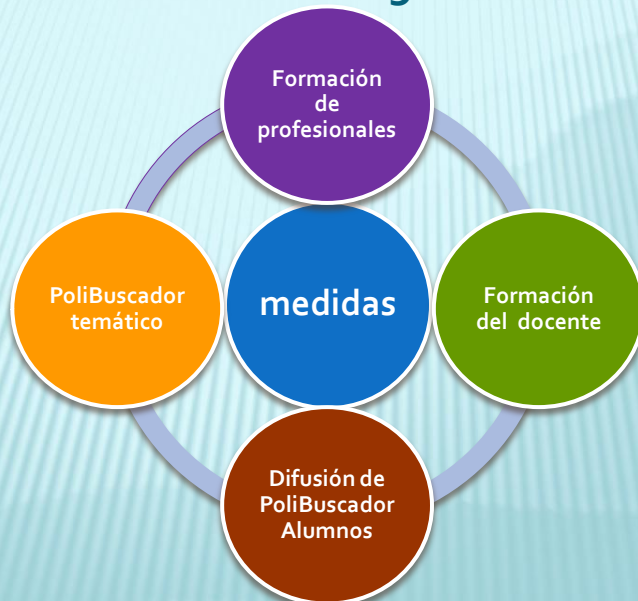 Formación
de
profesionales
PoliBuscador
temático
medidas
Formación
del docente
Difusión de
PoliBuscador
Alumnos